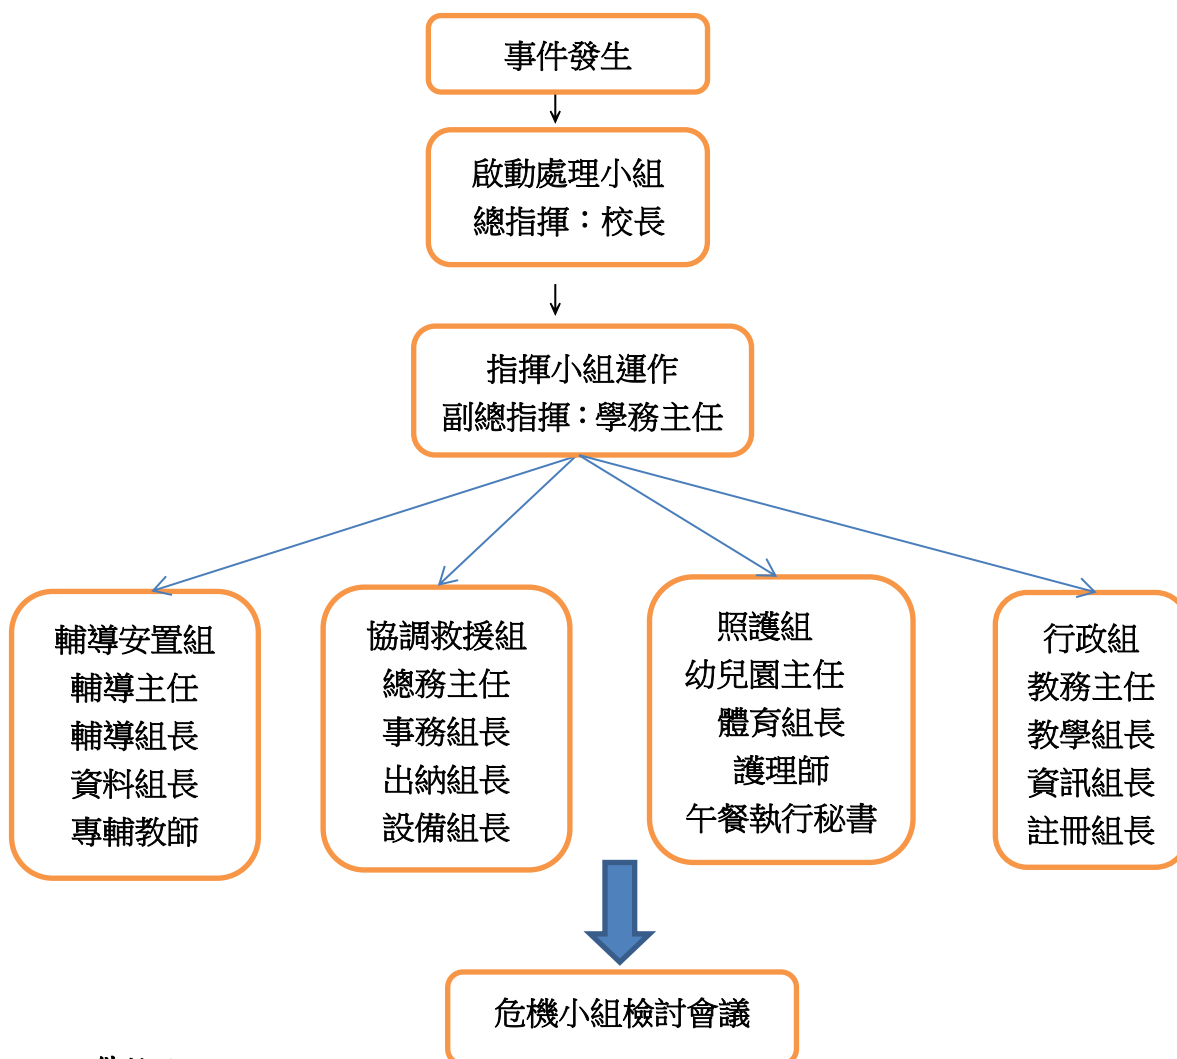 事件發生
啟動處理小組
總指揮：校長
指揮小組運作
副總指揮：學務主任
輔導安置組
輔導主任
輔導組長
資料組長
專輔教師
協調救援組
總務主任
事務組長
出納組長
設備組長
照護組
幼兒園主任
體育組長
護理師
午餐執行秘書
行政組
教務主任
教學組長
資訊組長
註冊組長
危機小組檢討會議